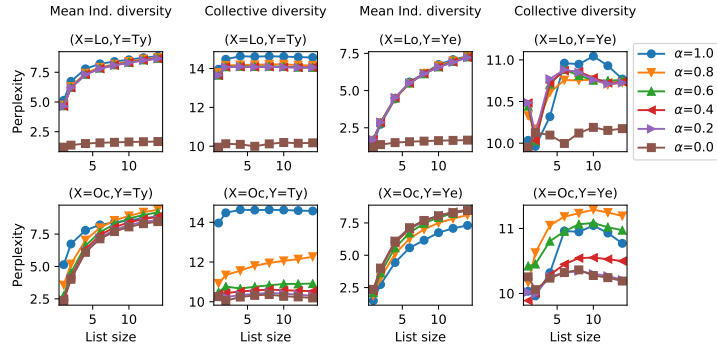 Mean Ind. diversity Collective diversity Mean Ind. diversity Collective diversity
(X=Lo,Y=Ty) (X=Lo,Y=Ty) (X=Lo,Y=Ye) (X=Lo,Y=Ye)
Perplexity
7.5
5.0
2.5
5 10
14
12
10
5 10
7.5
5.0
2.5
5 10
11.0
10.5
10.0
5 10
α=1.0
α=0.8
α=0.6
α=0.4
α=0.2
α=0.0
(X=Oc,Y=Ty) (X=Oc,Y=Ty) (X=Oc,Y=Ye) (X=Oc,Y=Ye)
Perplexity
7.5
5.0
2.5
5 10
List size
14
12
10
5 10
List size
7.5
5.0
2.5
5 10
List size
11
10
5 10
List size